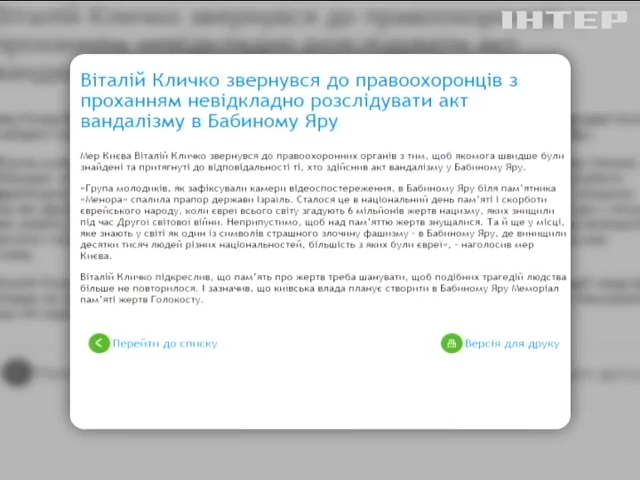 ІНТЕР
Віталій Кличко звернувся до правоохоронців з
проханням невідкладно розслідувати акт
вандалізму в Бабиному Яру
Мер Києва Віталій Кличко звернувся до правоохоронних органів з тим, щоб якомога швидше були
знайдені та притягнуті до відповідальності ті, хто здійснив акт вандалізму у Бабиному Яру.
«Група молодиків, як зафіксували камери відеоспостереження, в Бабиному Яру біля пам'ятника
«Менора» спалила прапор держави Ізраїль. Сталося це в національний день пам'яті і скорботи
єврейського народу, коли євреї всього світу згадують 6 мільйонів жертв нацизму, яких знищили
під час Другої світової війни. Неприпустимо, щоб над пам'яттю жертв знущалися. Та й ще у місці,
яке знають у світі як один із символів страшного злочину фашизму - в Бабиному Яру, де винищили
десятки тисяч людей різних національностей, більшість з яких були євреї», - наголосив мер
Києва.
Віталій Кличко підкреслив, що пам'ять про жертв треба шанувати, щоб подібних трагедій людства
більше не повторилося. І зазначив, що київська влада планує створити в Бабиному Яру Меморіал
пам'яті жертв Голокосту.
Перейти до списку
Версія для друку